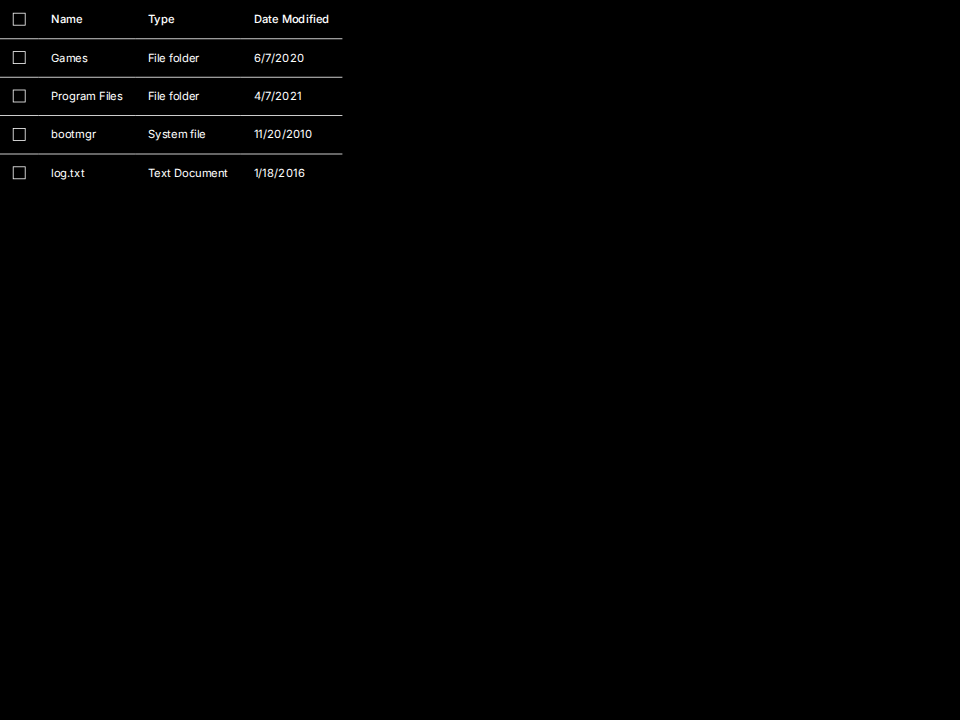 Name Type Date Modified
Games File folder 6/7/2020
Program Files File folder 4/7/2021
bootmgr System file 11/20/2010
log.txt Text Document 1/18/2016